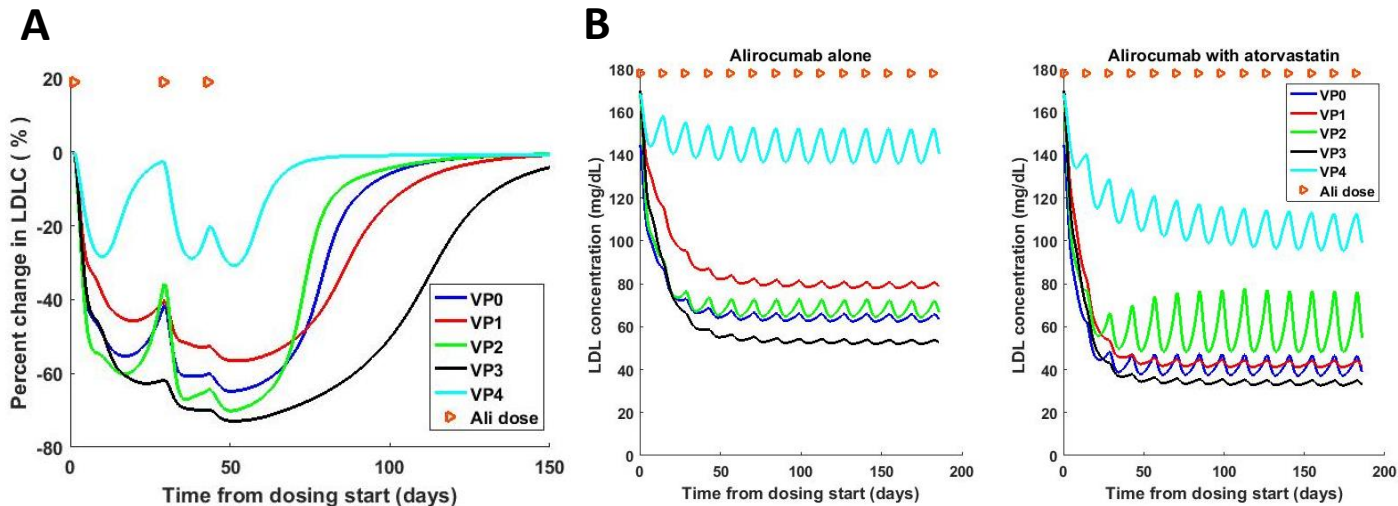 A
20
0
-20
-40
-60
-80
0
50
100
150
Percent change in LDLC ( % )
Time from dosing start (days)
VP0
VP1
VP2
VP3
VP4
Ali dose
B
Alirocumab alone
180
160
140
120
100
80
60
40
20
0
0
50
100
150
200
LDL concentration (mg/dL)
Time from dosing start (days)
Alirocumab with atorvastatin
180
160
140
120
100
80
60
40
20
0
0
50
100
150
200
LDL concentration (mg/dL)
Time from dosing start (days)
VP0
VP1
VP2
VP3
VP4
Ali dose